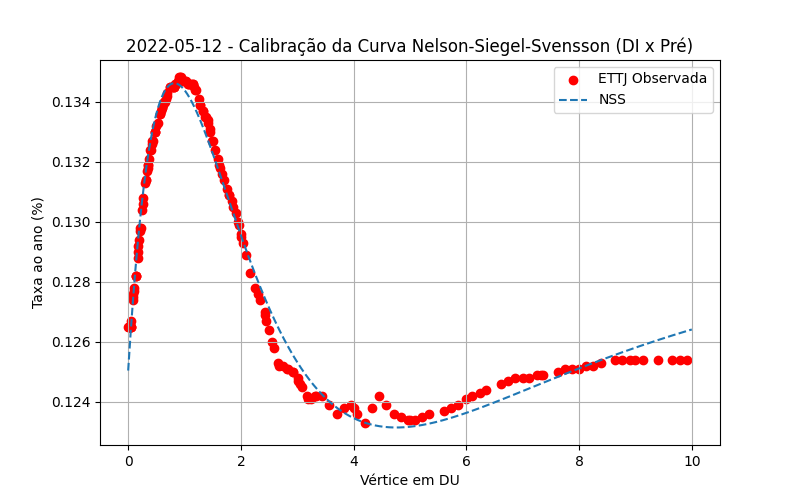 2022-05-12 - Calibração da Curva Nelson-Siegel-Svensson (DI x Pré)
ETTJ Observada
NSS
Taxa ao ano (%)
0.134
0.132
0.130
0.128
0.126
0.124
0
2
4
6
8
10
Vértice em DU